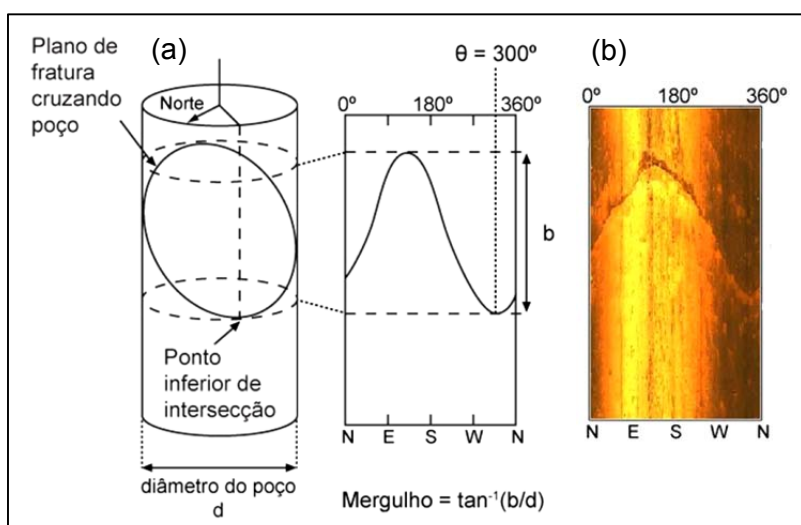 (a)
Plano de
fratura
cruzando
poço
Norte
Ponto
inferior de
intersecção
diâmetro do poço
d
θ = 300º
0º 180º 360º
b
N E S W N
Mergulho = tan⁻¹(b/d)
(b)
0º 180º 360º
N E S W N